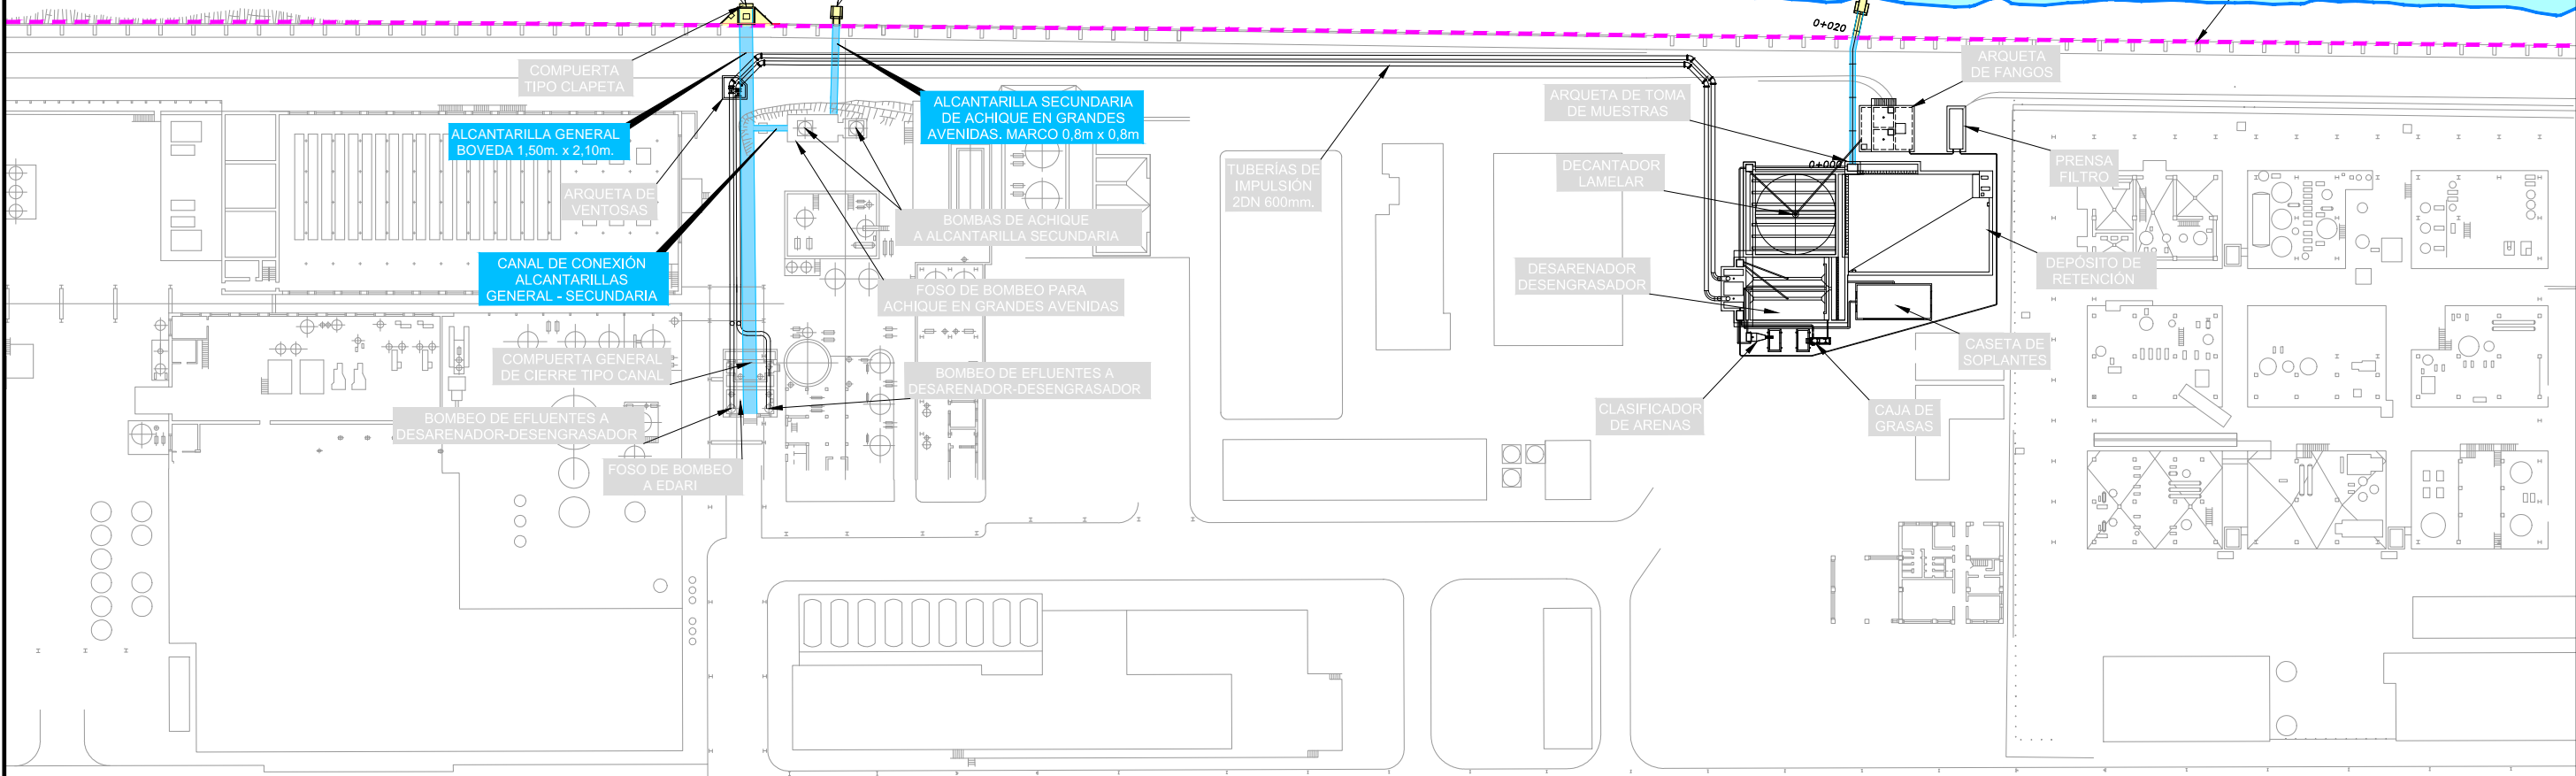 0+020
COMPUERTA
TIPO CLAPETA
ALCANTARILLA GENERAL
BOVEDA 1,50m. x 2,10m.
ALCANTARILLA SECUNDARIA
DE ACHIQUE EN GRANDES
AVENIDAS. MARCO 0,8m x 0,8m
ARQUETA DE
VENTOSAS
BOMBAS DE ACHIQUE
A ALCANTARILLA SECUNDARIA
CANAL DE CONEXIÓN
ALCANTARILLAS
GENERAL - SECUNDARIA
FOSO DE BOMBEO PARA
ACHIQUE EN GRANDES AVENIDAS
COMPUERTA GENERAL
DE CIERRE TIPO CANAL
BOMBEO DE EFLUENTES A
DESARENADOR-DESENGRASADOR
BOMBEO DE EFLUENTES A
DESARENADOR-DESENGRASADOR
FOSO DE BOMBEO
A EDARI
TUBERÍAS DE
IMPULSIÓN
2DN 600mm.
ARQUETA
DE FANGOS
ARQUETA DE TOMA
DE MUESTRAS
0+000
DECANTADOR
LAMELAR
PRENSA
FILTRO
DESARENADOR
DESENGRASADOR
DEPÓSITO DE
RETENCIÓN
CASETA DE
SOPLANTES
CLASIFICADOR
DE ARENAS
CAJA DE
GRASAS